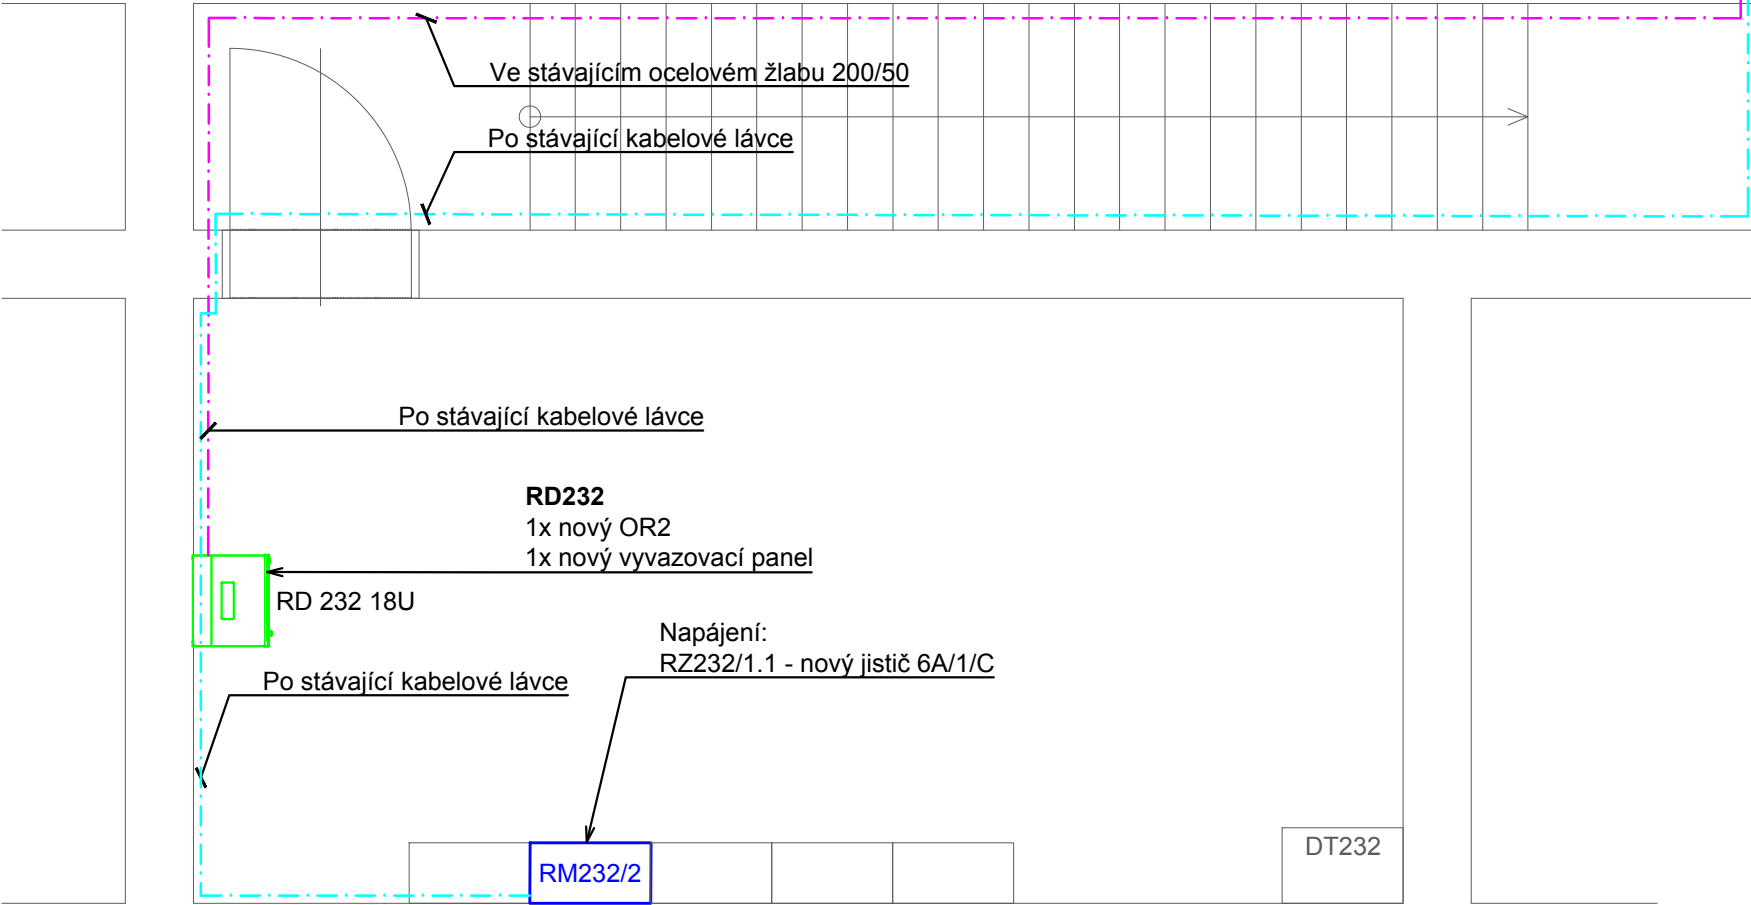 Ve stávajícím ocelovém žlabu 200/50
Po stávající kabelové lávce
Po stávající kabelové lávce
RD232
1x nový OR2
1x nový vyvazovací panel
RD 232 18U
Napájení:
RZ232/1.1 - nový jistič 6A/1/C
Po stávající kabelové lávce
DT232
RM232/2